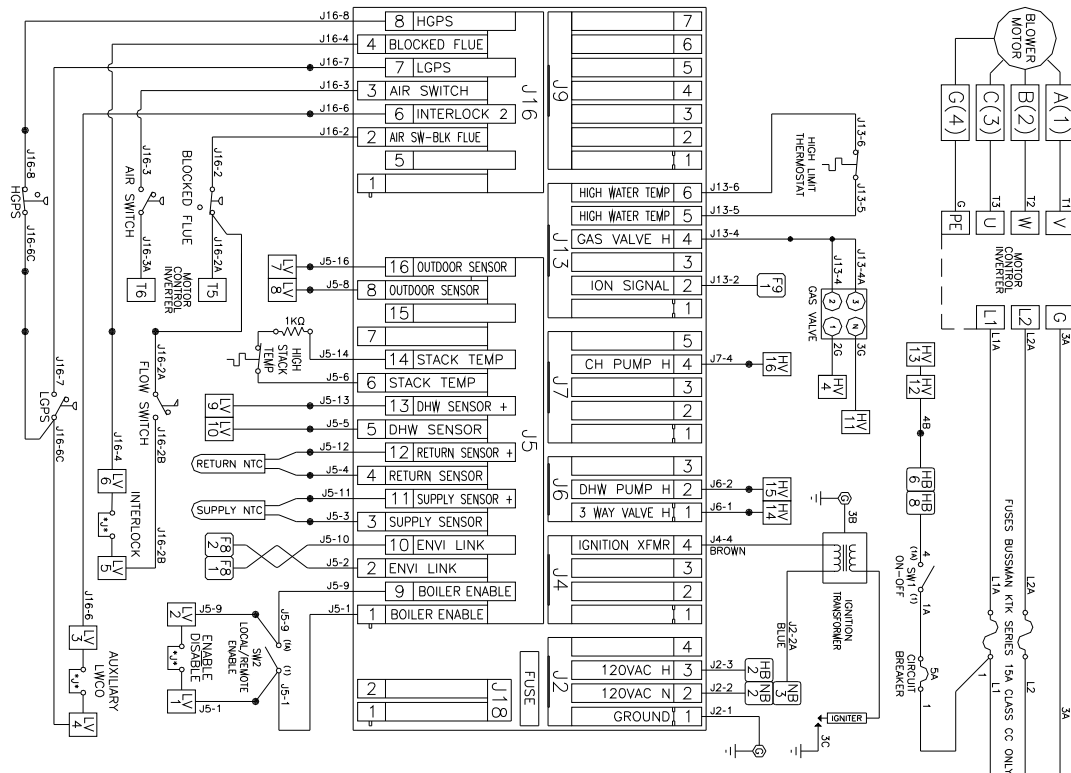 J16-8
8 HGPS
J16-4
4 BLOCKED FLUE
J16-7
7 LGPS
J16-3
3 AIR SWITCH
J16-6
6 INTERLOCK 2
J16-2
2 AIR SW-BLK FLUE
5
1
J16
J9
7
6
5
4
3
2
1
J16-8
HGPS
J16-6C
J16-3
AIR SWITCH
J16-3A
T6
MOTOR
CONTROL
INVERTER
BLOCKED FLUE
J16-2
J16-2A
T5
J16-2A
FLOW SWITCH
J16-2B
J16-7
LGPS
J16-6C
J16-4
LV 6
INTERLOCK
*J*
LV 5
J16-2B
J16-6
LV 3
AUXILIARY
LWCO
*J*
LV 4
LV 7
LV 8
J5-16
16 OUTDOOR SENSOR
J5-8
8 OUTDOOR SENSOR
15
7
1KΩ
HIGH
STACK
TEMP
J5-14
14 STACK TEMP
J5-6
6 STACK TEMP
LV 9
LV 10
J5-13
13 DHW SENSOR +
J5-5
5 DHW SENSOR
RETURN NTC
J5-12
12 RETURN SENSOR +
J5-4
4 RETURN SENSOR
SUPPLY NTC
J5-11
11 SUPPLY SENSOR +
J5-3
3 SUPPLY SENSOR
F8 2
F8 1
J5-10
10 ENVI LINK
J5-2
2 ENVI LINK
J5-9
9 BOILER ENABLE
J5-1
1 BOILER ENABLE
J5
LV 2
J5-9
ENABLE
DISABLE
*J*
LV 1
J5-1
J5-9
(1A)
SW2
LOCAL/REMOTE
ENABLE
(1)
J5-1
2
1
J18
FUSE
HIGH WATER TEMP 6
J13-6
HIGH WATER TEMP 5
J13-5
GAS VALVE H 4
J13-4
3
ION SIGNAL 2
J13-2
F9 1
1
J13
J13-6
HIGH LIMIT
THERMOSTAT
J13-5
J13-4
J13-4A
2
3
1
N
GAS VALVE
2G
3G
HV 4
HV 11
5
CH PUMP H 4
J7-4
HV 16
3
2
1
J7
3
DHW PUMP H 2
J6-2
HV 15
3 WAY VALVE H 1
J6-1
HV 14
J6
IGNITION XFMR 4
J4-4
BROWN
3
2
1
J4
G
3B
IGNITION
TRANSFORMER
J2-2A
BLUE
4
120VAC H 3
J2-3
HB 2
120VAC N 2
J2-2
NB 2
NB 3
GROUND 1
J2-1
J2
G
IGNITER
3C
BLOWER
MOTOR
A(1)
B(2)
C(3)
G(4)
T1
T2
T3
G
V
W
U
PE
MOTOR
CONTROL
INVERTER
L1
L2
G
L1A
L2A
3A
HV 13
HV 12
4B
HB 6
HB 8
4
(1A)
SW1
ON-OFF
(1)
1A
5A
CIRCUIT
BREAKER
1
FUSES BUSSMAN KTK SERIES 15A CLASS CC ONLY
L1A
L2A
1
L1
L2
3A